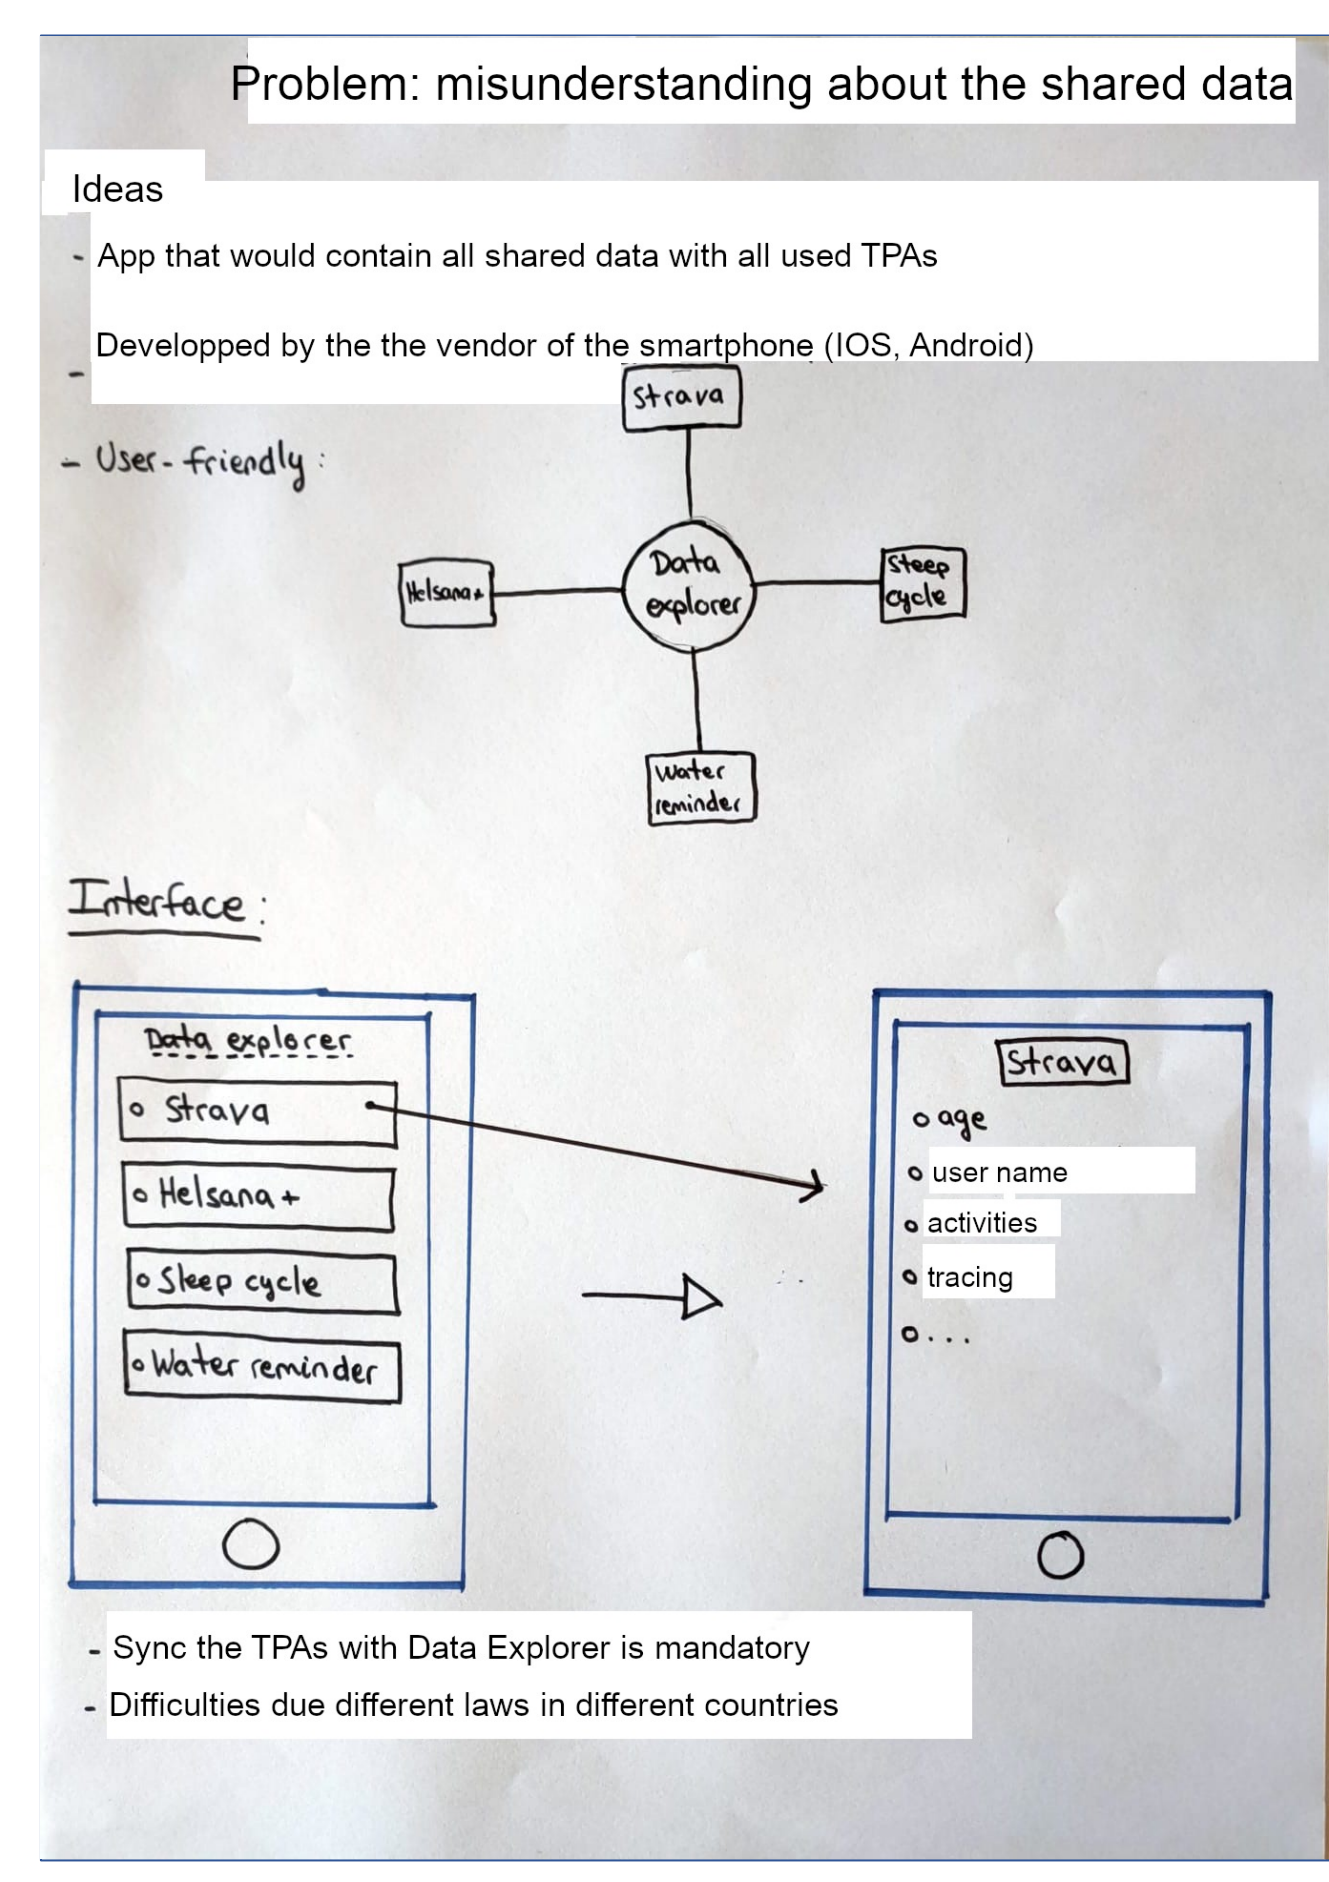 Problem: misunderstanding about the shared data
Ideas
- App that would contain all shared data with all used TPAs
- Developped by the the vendor of the smartphone (IOS, Android)
- User-friendly:
Strava
Helsana+
Data
explorer
Steep
cycle
Water
reminder
Interface:
Data explorer
o Strava
o Helsana+
o Sleep cycle
o Water reminder
Strava
o age
o user name
o activities
o tracing
o ...
- Sync the TPAs with Data Explorer is mandatory
- Difficulties due different laws in different countries